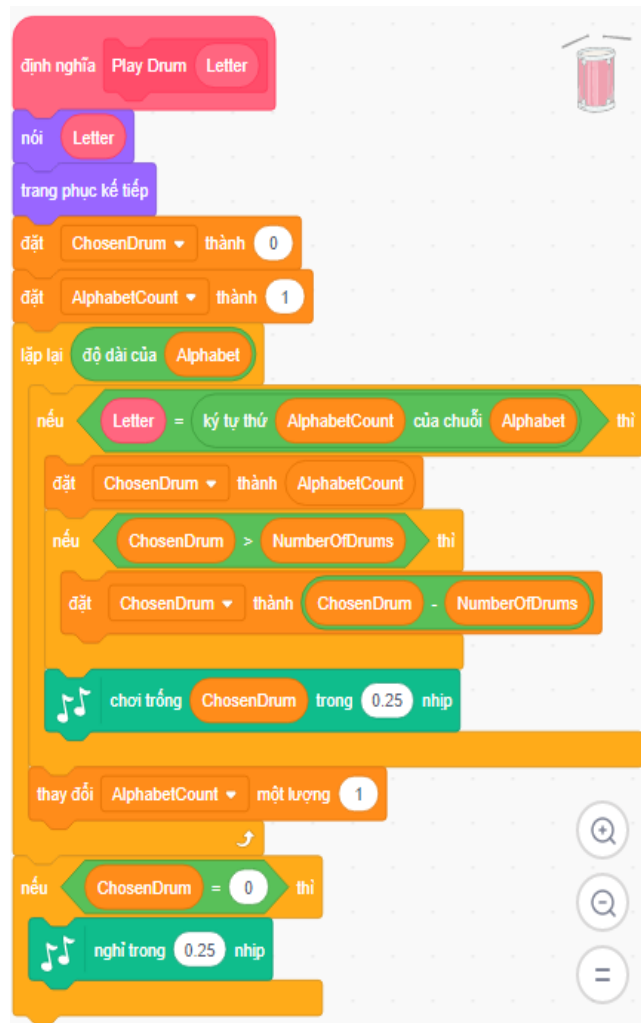 định nghĩa Play Drum Letter
nói Letter
trang phục kế tiếp
đặt ChosenDrum thành 0
đặt AlphabetCount thành 1
lặp lại độ dài của Alphabet
nếu Letter = ký tự thứ AlphabetCount của chuỗi Alphabet thì
đặt ChosenDrum thành AlphabetCount
nếu ChosenDrum > NumberOfDrums thì
đặt ChosenDrum thành ChosenDrum - NumberOfDrums
chơi trống ChosenDrum trong 0.25 nhịp
thay đổi AlphabetCount một lượng 1
nếu ChosenDrum = 0 thì
nghỉ trong 0.25 nhịp